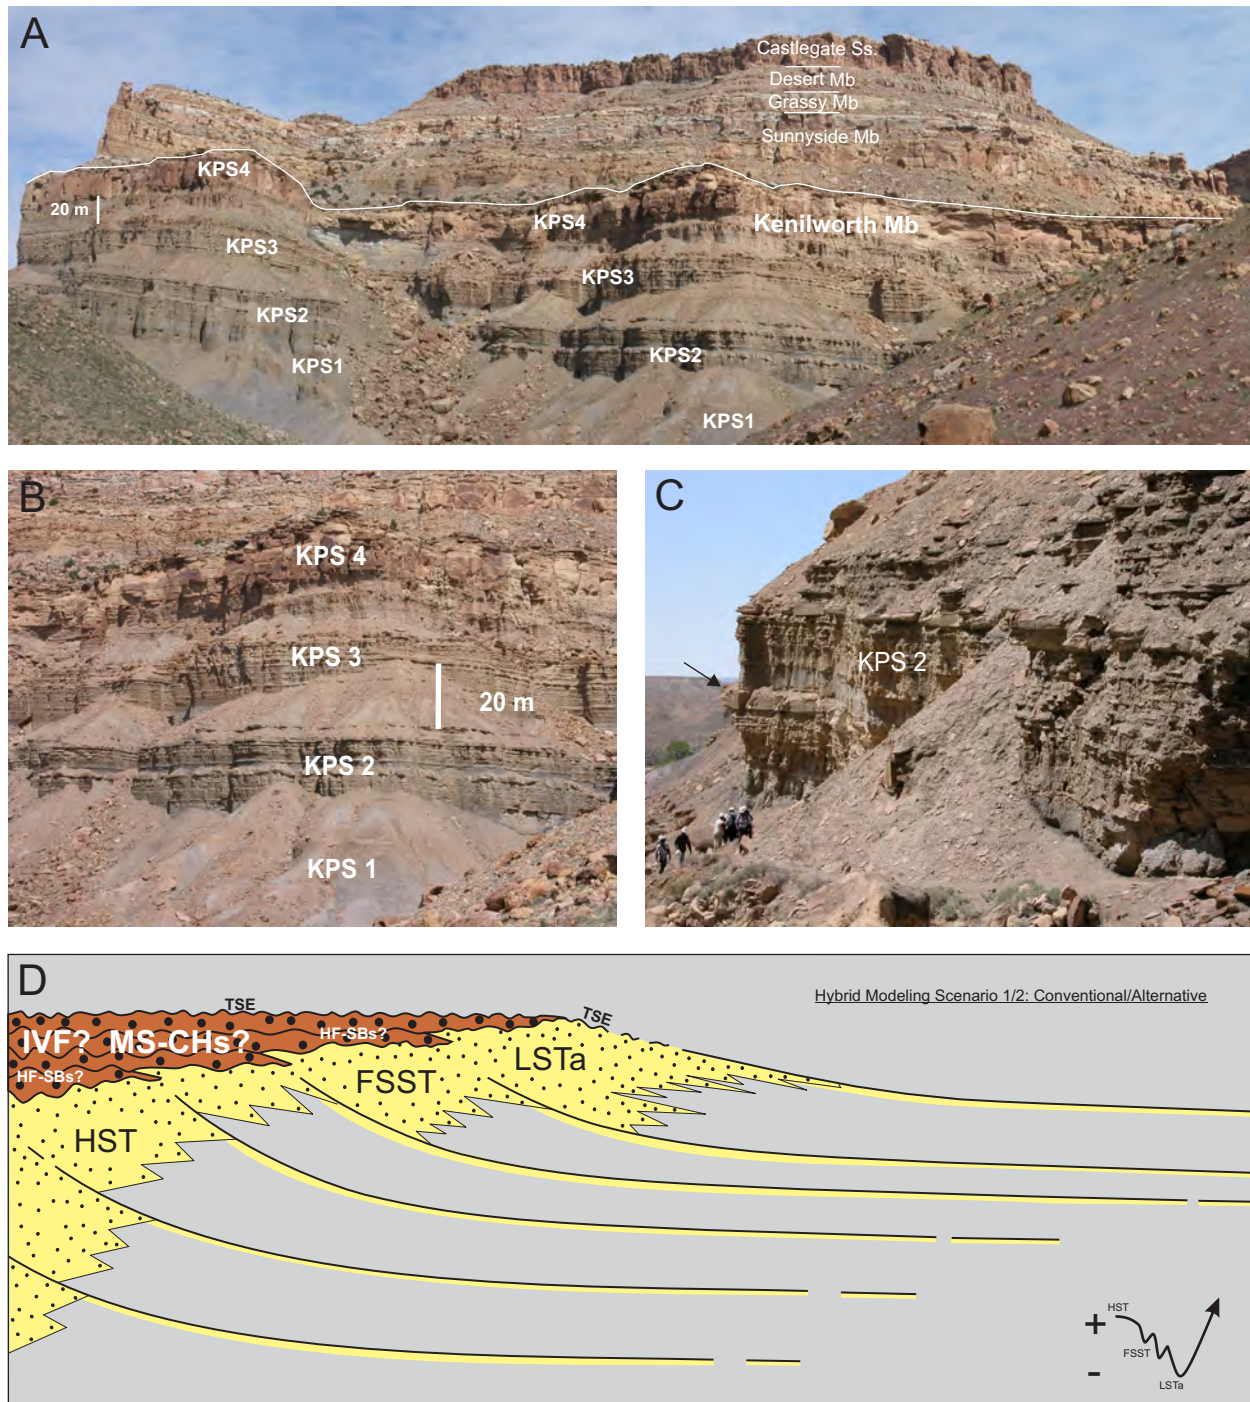 A
Castlegate Ss.
Desert Mb
Grassy Mb
Sunnyside Mb
KPS4
20 m
KPS4
Kenilworth Mb
KPS3
KPS3
KPS2
KPS2
KPS1
KPS1
B
KPS 4
KPS 3
20 m
KPS 2
KPS 1
C
KPS 2
D
Hybrid Modeling Scenario 1/2: Conventional/Alternative
TSE
TSE
IVF? MS-CHs?
HF-SBs?
HF-SBs?
LSTa
FSST
HST
HST
+
FSST
-
LSTa